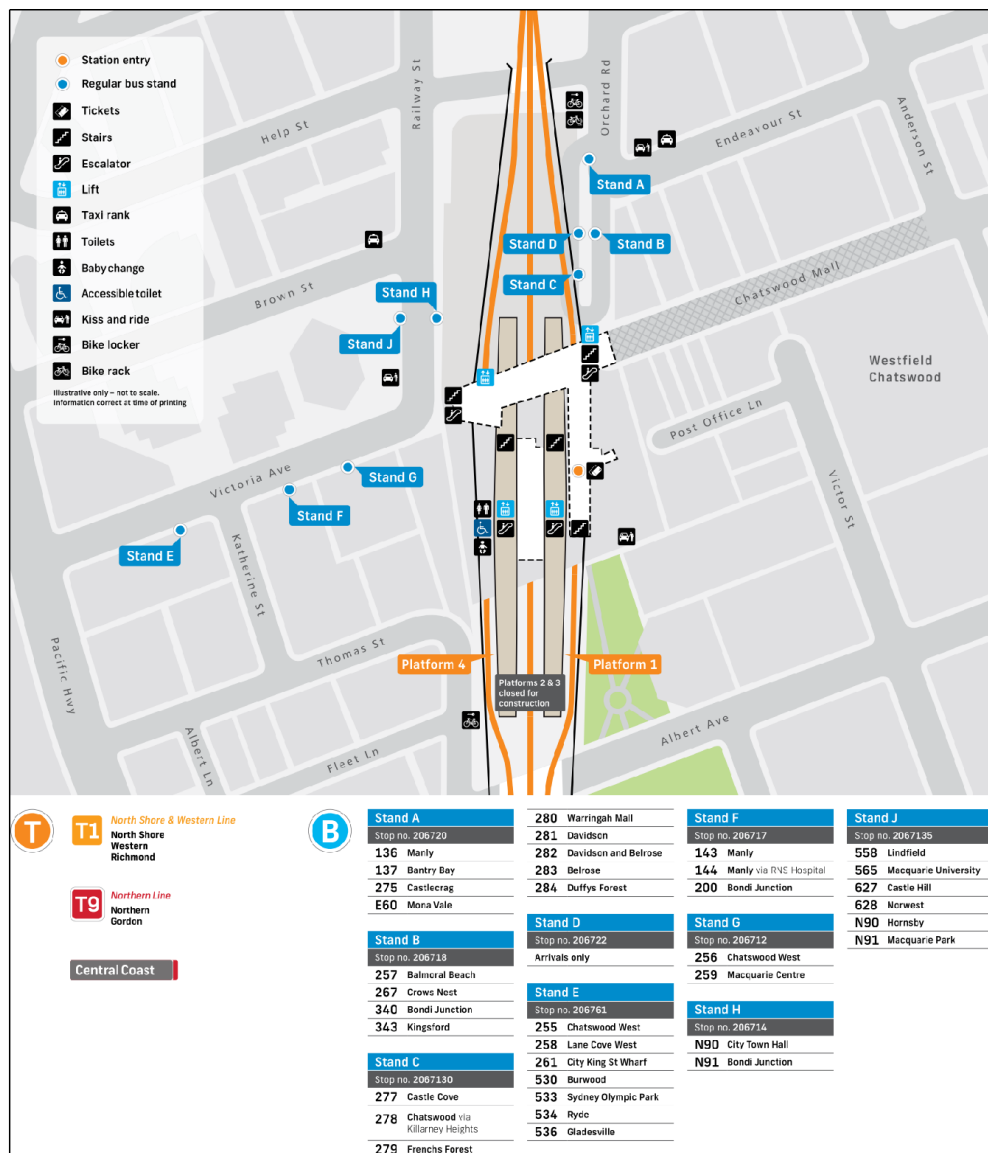 Station entry
Regular bus stand
Tickets
Stairs
Escalator
Lift
Taxi rank
Toilets
Baby change
Accessible toilet
Kiss and ride
Bike locker
Bike rack
Illustrative only – not to scale.
Information correct at time of printing
Help St
Railway St
Orchard Rd
Endeavour St
Anderson St
Stand A
Stand D
Stand B
Stand C
Chatswood Mall
Brown St
Stand H
Stand J
Westfield
Chatswood
Post Office Ln
Victoria Ave
Stand G
Stand F
Stand E
Katherine St
Victor St
Pacific Hwy
Thomas St
Platform 4
Platform 1
Platforms 2 & 3
closed for
construction
Albert Ln
Fleet Ln
Albert Ave
T
T1
North Shore & Western Line
North Shore
Western
Richmond
T9
Northern Line
Northern
Gordon
Central Coast
B
Stand A
Stop no. 206720
136 Manly
137 Bantry Bay
275 Castlecrag
E60 Mona Vale
Stand B
Stop no. 206718
257 Balmoral Beach
267 Crows Nest
340 Bondi Junction
343 Kingsford
Stand C
Stop no. 2067130
277 Castle Cove
278 Chatswood via
Killarney Heights
279 Frenchs Forest
280 Warringah Mall
281 Davidson
282 Davidson and Belrose
283 Belrose
284 Duffys Forest
Stand D
Stop no. 206722
Arrivals only
Stand E
Stop no. 206761
255 Chatswood West
258 Lane Cove West
261 City King St Wharf
530 Burwood
533 Sydney Olympic Park
534 Ryde
536 Gladesville
Stand F
Stop no. 206717
143 Manly
144 Manly via RNS Hospital
200 Bondi Junction
Stand G
Stop no. 206712
256 Chatswood West
259 Macquarie Centre
Stand H
Stop no. 206714
N90 City Town Hall
N91 Bondi Junction
Stand J
Stop no. 2067135
558 Lindfield
565 Macquarie University
627 Castle Hill
628 Norwest
N90 Hornsby
N91 Macquarie Park